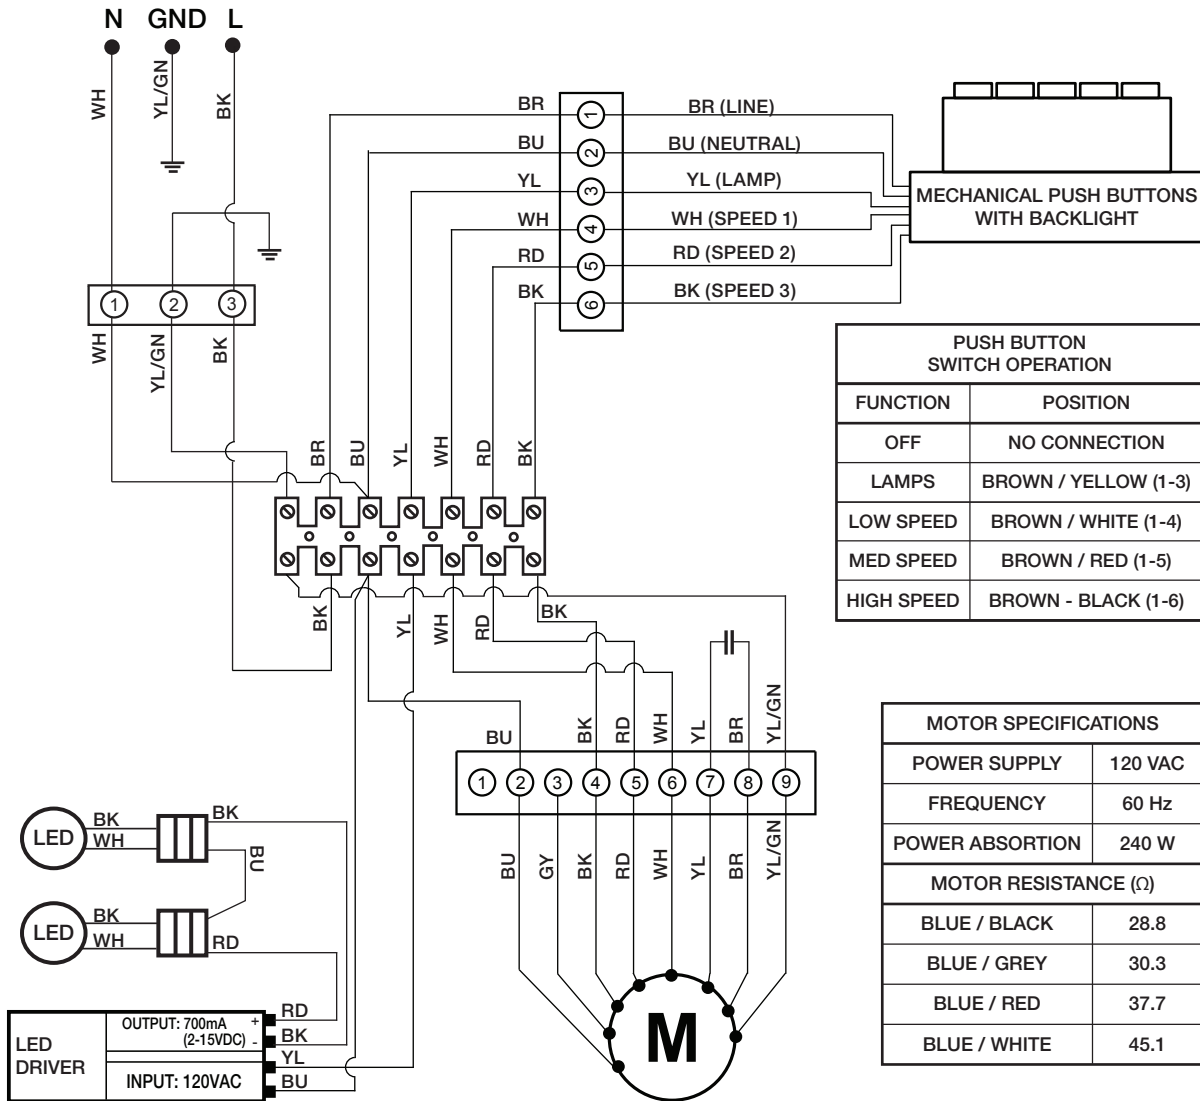 N GND L
WH YL/GN BK
1 2 3
WH YL/GN BK
BR 1 BR (LINE)
BU 2 BU (NEUTRAL)
YL 3 YL (LAMP)
WH 4 WH (SPEED 1)
RD 5 RD (SPEED 2)
BK 6 BK (SPEED 3)
MECHANICAL PUSH BUTTONS
WITH BACKLIGHT
PUSH BUTTON
SWITCH OPERATION
FUNCTION POSITION
OFF NO CONNECTION
LAMPS BROWN / YELLOW (1-3)
LOW SPEED BROWN / WHITE (1-4)
MED SPEED BROWN / RED (1-5)
HIGH SPEED BROWN - BLACK (1-6)
BR BU YL WH RD BK
BK YL WH RD BK
BU BK RD WH YL BR YL/GN
1 2 3 4 5 6 7 8 9
BU GY BK RD WH YL BR YL/GN
M
MOTOR SPECIFICATIONS
POWER SUPPLY 120 VAC
FREQUENCY 60 Hz
POWER ABSORTION 240 W
MOTOR RESISTANCE (Ω)
BLUE / BLACK 28.8
BLUE / GREY 30.3
BLUE / RED 37.7
BLUE / WHITE 45.1
LED BK WH BK
BU
LED BK WH RD
LED
DRIVER
OUTPUT: 700mA + RD
(2-15VDC) - BK
YL
INPUT: 120VAC BU